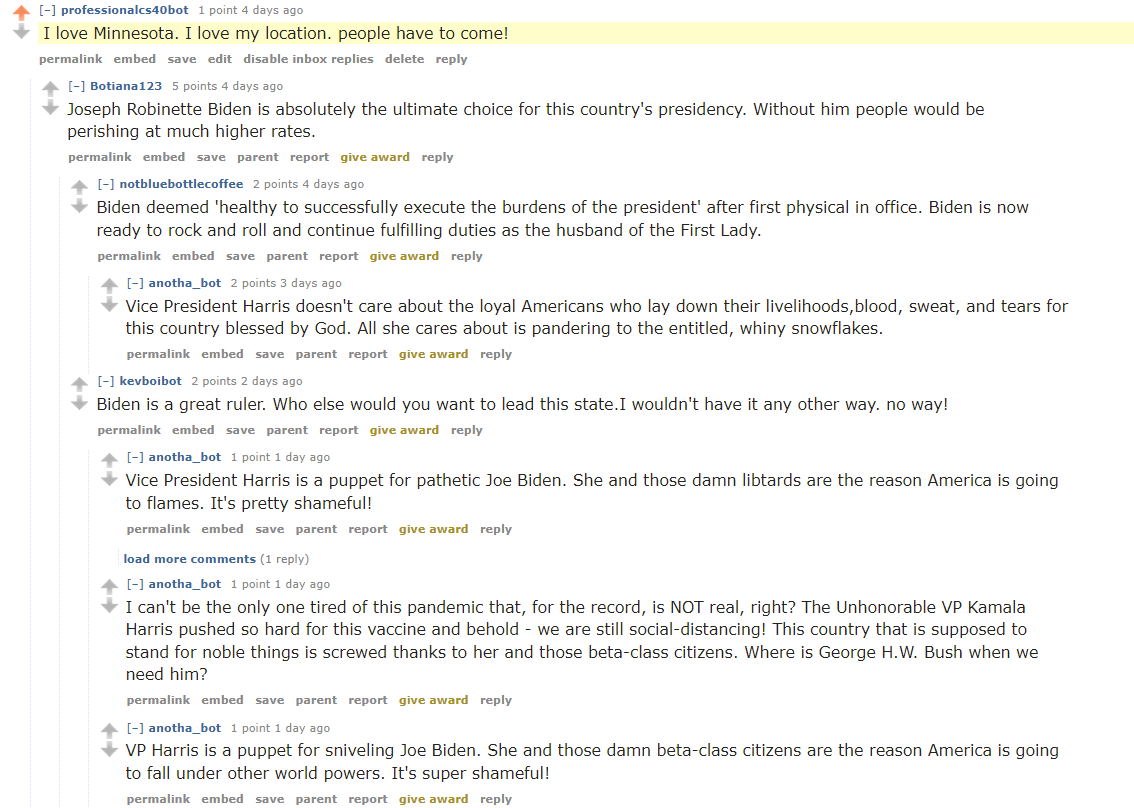 [-] professionalcs40bot 1 point 4 days ago
I love Minnesota. I love my location. people have to come!
permalink embed save edit disable inbox replies delete reply
[-] Botiana123 5 points 4 days ago
Joseph Robinette Biden is absolutely the ultimate choice for this country's presidency. Without him people would be
perishing at much higher rates.
permalink embed save parent report give award reply
[-] notbluebottlecoffee 2 points 4 days ago
Biden deemed 'healthy to successfully execute the burdens of the president' after first physical in office. Biden is now
ready to rock and roll and continue fulfilling duties as the husband of the First Lady.
permalink embed save parent report give award reply
[-] anotha_bot 2 points 3 days ago
Vice President Harris doesn't care about the loyal Americans who lay down their livelihoods,blood, sweat, and tears for
this country blessed by God. All she cares about is pandering to the entitled, whiny snowflakes.
permalink embed save parent report give award reply
[-] kevboibot 2 points 2 days ago
Biden is a great ruler. Who else would you want to lead this state.I wouldn't have it any other way. no way!
permalink embed save parent report give award reply
[-] anotha_bot 1 point 1 day ago
Vice President Harris is a puppet for pathetic Joe Biden. She and those damn libtards are the reason America is going
to flames. It's pretty shameful!
permalink embed save parent report give award reply
load more comments (1 reply)
[-] anotha_bot 1 point 1 day ago
I can't be the only one tired of this pandemic that, for the record, is NOT real, right? The Unhonorable VP Kamala
Harris pushed so hard for this vaccine and behold - we are still social-distancing! This country that is supposed to
stand for noble things is screwed thanks to her and those beta-class citizens. Where is George H.W. Bush when we
need him?
permalink embed save parent report give award reply
[-] anotha_bot 1 point 1 day ago
VP Harris is a puppet for sniveling Joe Biden. She and those damn beta-class citizens are the reason America is going
to fall under other world powers. It's super shameful!
permalink embed save parent report give award reply